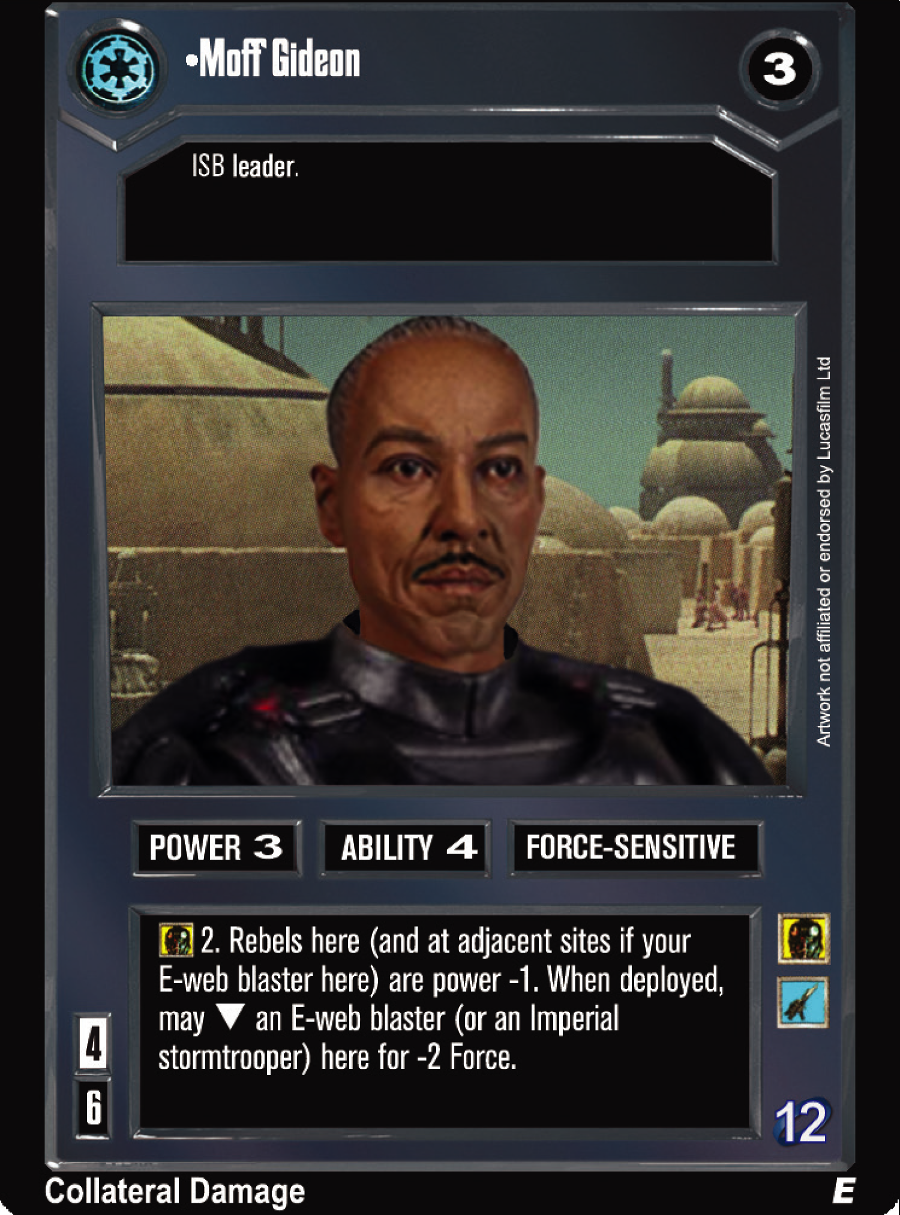 •Moff Gideon
3
ISB leader.
Artwork not affiliated or endorsed by Lucasfilm Ltd
POWER 3
ABILITY 4
FORCE-SENSITIVE
2. Rebels here (and at adjacent sites if your
E-web blaster here) are power -1. When deployed,
may ▼ an E-web blaster (or an Imperial
stormtrooper) here for -2 Force.
4
6
12
Collateral Damage
E